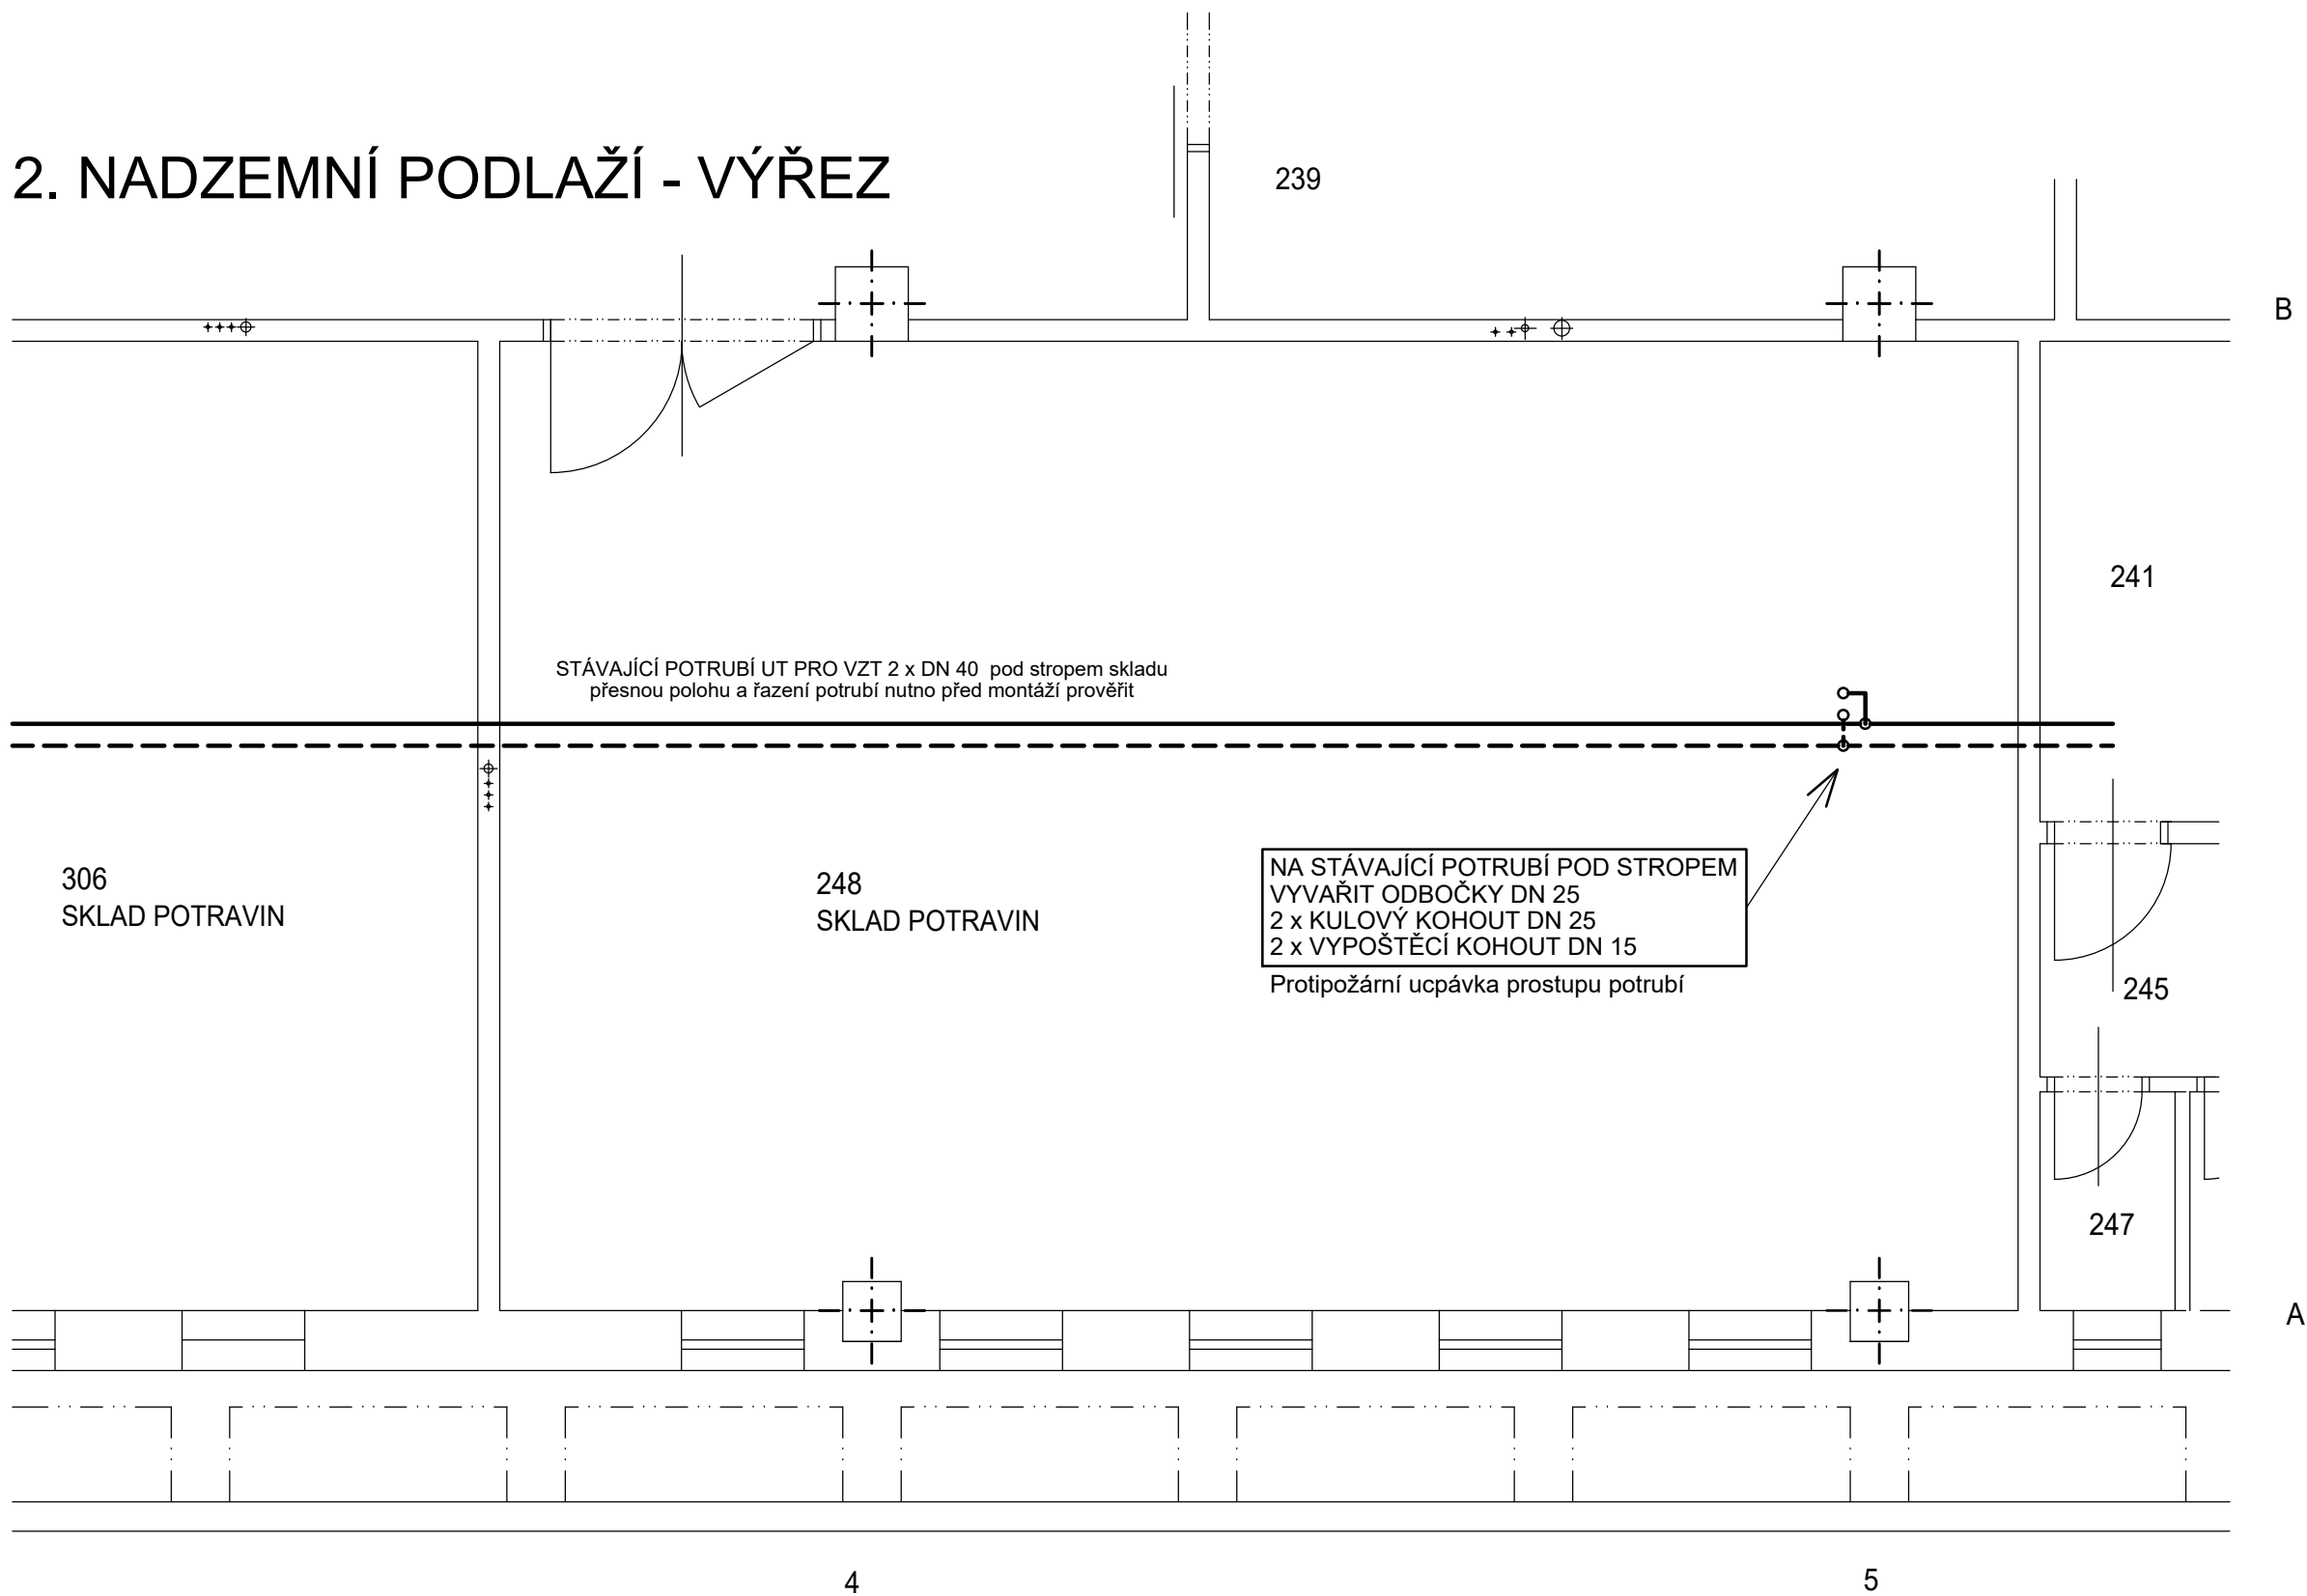 2. NADZEMNÍ PODLAŽÍ - VÝŘEZ
239
B
241
STÁVAJÍCÍ POTRUBÍ UT PRO VZT 2 x DN 40 pod stropem skladu
přesnou polohu a řazení potrubí nutno před montáží prověřit
306
SKLAD POTRAVIN
248
SKLAD POTRAVIN
NA STÁVAJÍCÍ POTRUBÍ POD STROPEM
VYVAŘIT ODBOČKY DN 25
2 x KULOVÝ KOHOUT DN 25
2 x VYPOŠTĚCÍ KOHOUT DN 15
Protipožární ucpávka prostupu potrubí
245
247
A
4
5